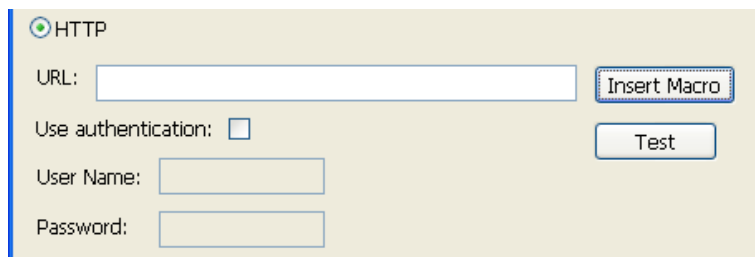 HTTP
URL:
Insert Macro
Use authentication:
Test
User Name:
Password: